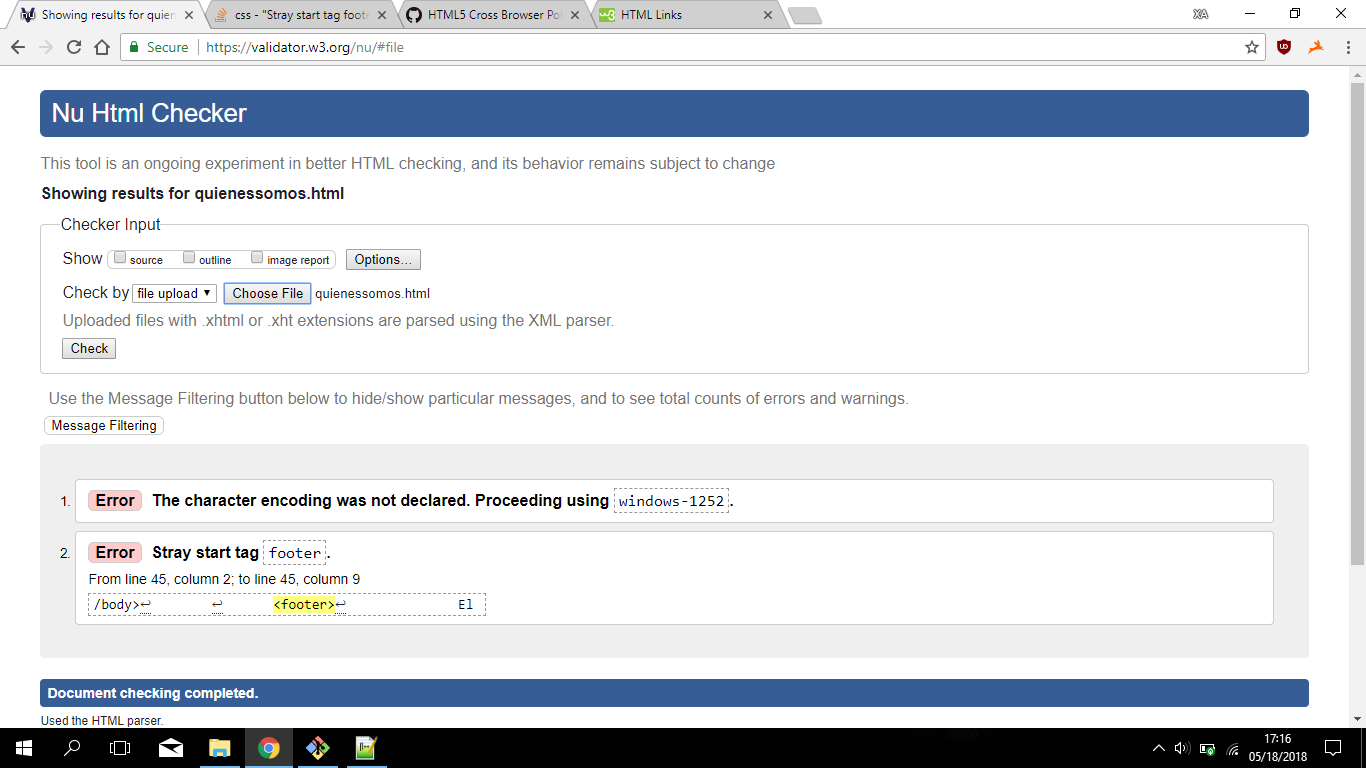 Showing results for quien
css - "Stray start tag foote
HTML5 Cross Browser Pol
HTML Links
XA
Secure
https://validator.w3.org/nu/#file
Nu Html Checker
This tool is an ongoing experiment in better HTML checking, and its behavior remains subject to change
Showing results for quienessomos.html
Checker Input
Show source outline image report Options...
Check by file upload Choose File quienessomos.html
Uploaded files with .xhtml or .xht extensions are parsed using the XML parser.
Check
Use the Message Filtering button below to hide/show particular messages, and to see total counts of errors and warnings.
Message Filtering
1. Error The character encoding was not declared. Proceeding using windows-1252.
2. Error Stray start tag footer.
From line 45, column 2; to line 45, column 9
/body>↩ ↩ <footer>↩ El
Document checking completed.
Used the HTML parser.
17:16
05/18/2018